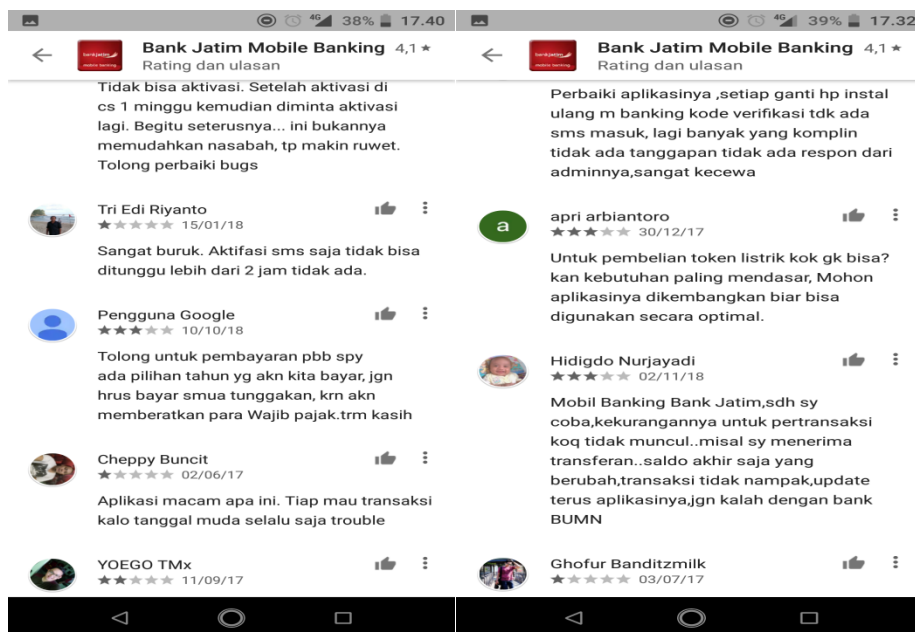 4G 38% 17.40
Bank Jatim Mobile Banking 4,1 ★
Rating dan ulasan
Tidak bisa aktivasi. Setelah aktivasi di
cs 1 minggu kemudian diminta aktivasi
lagi. Begitu seterusnya... ini bukannya
memudahkan nasabah, tp makin ruwet.
Tolong perbaiki bugs
Tri Edi Riyanto
15/01/18
Sangat buruk. Aktifasi sms saja tidak bisa
ditunggu lebih dari 2 jam tidak ada.
Pengguna Google
10/10/18
Tolong untuk pembayaran pbb spy
ada pilihan tahun yg akn kita bayar, jgn
hrus bayar smua tunggakan, krn akn
memberatkan para Wajib pajak.trm kasih
Cheppy Buncit
02/06/17
Aplikasi macam apa ini. Tiap mau transaksi
kalo tanggal muda selalu saja trouble
YOEGO TMx
11/09/17
4G 39% 17.32
Bank Jatim Mobile Banking 4,1 ★
Rating dan ulasan
Perbaiki aplikasinya ,setiap ganti hp instal
ulang m banking kode verifikasi tdk ada
sms masuk, lagi banyak yang komplin
tidak ada tanggapan tidak ada respon dari
adminnya,sangat kecewa
a
apri arbiantoro
30/12/17
Untuk pembelian token listrik kok gk bisa?
kan kebutuhan paling mendasar, Mohon
aplikasinya dikembangkan biar bisa
digunakan secara optimal.
Hidigdo Nurjayadi
02/11/18
Mobil Banking Bank Jatim,sdh sy
coba,kekurangannya untuk pertransaksi
koq tidak muncul..misal sy menerima
transferan..saldo akhir saja yang
berubah,transaksi tidak nampak,update
terus aplikasinya,jgn kalah dengan bank
BUMN
Ghofur Banditzmilk
03/07/17